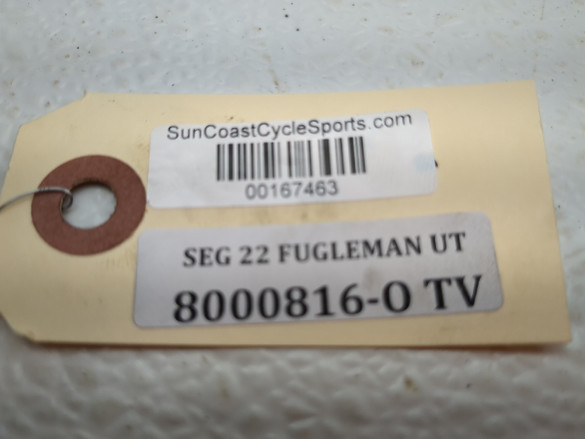 SunCoastCycleSports.com
00167463
SEG 22 FUGLEMAN UT
8000816-O TV